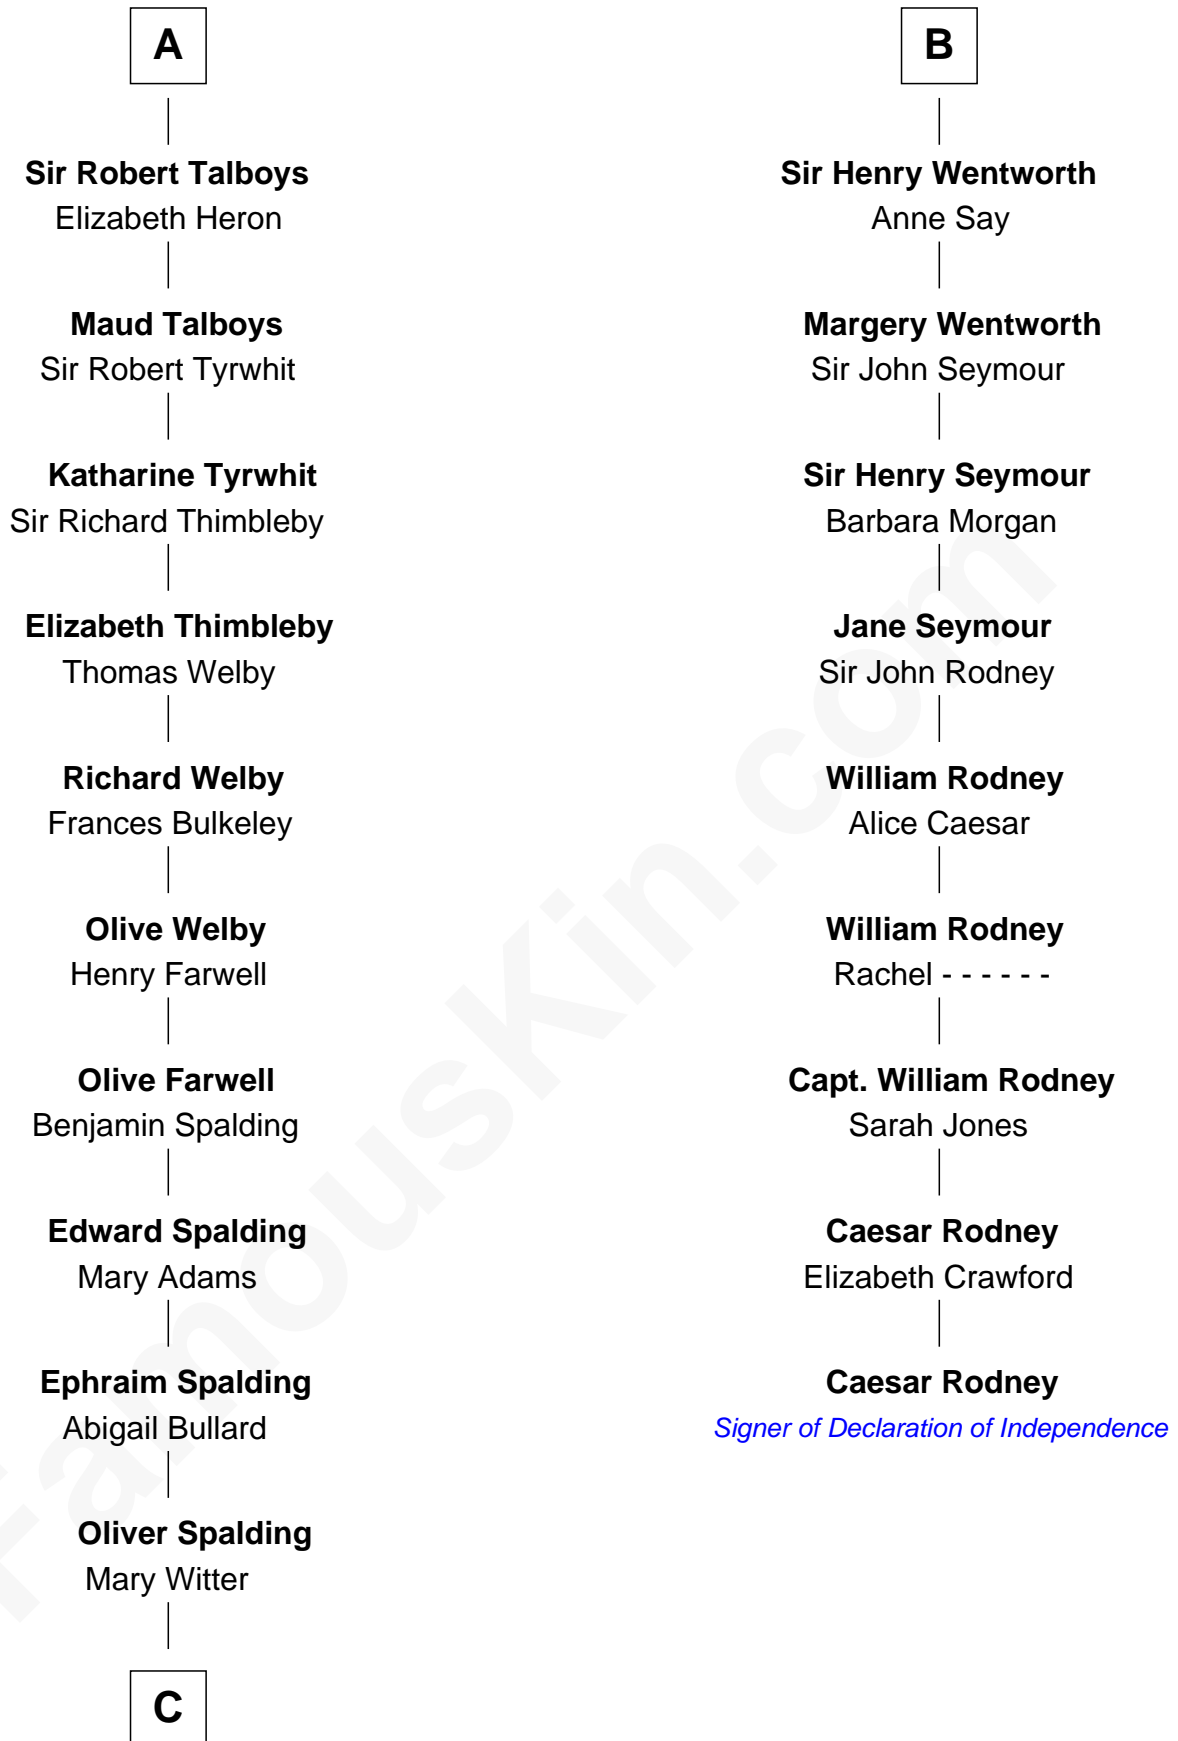 A
Sir Robert Talboys
Elizabeth Heron
Maud Talboys
Sir Robert Tyrwhit
Katharine Tyrwhit
Sir Richard Thimbleby
Elizabeth Thimbleby
Thomas Welby
Richard Welby
Frances Bulkeley
Olive Welby
Henry Farwell
Olive Farwell
Benjamin Spalding
Edward Spalding
Mary Adams
Ephraim Spalding
Abigail Bullard
Oliver Spalding
Mary Witter
C
B
Sir Henry Wentworth
Anne Say
Margery Wentworth
Sir John Seymour
Sir Henry Seymour
Barbara Morgan
Jane Seymour
Sir John Rodney
William Rodney
Alice Caesar
William Rodney
Rachel - - - - - -
Capt. William Rodney
Sarah Jones
Caesar Rodney
Elizabeth Crawford
Caesar Rodney
Signer of Declaration of Independence
FamousKin.com